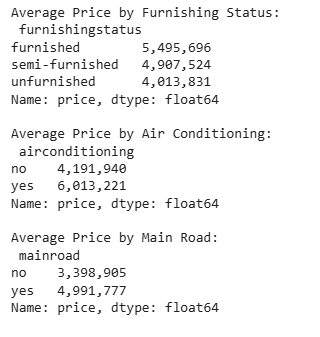 Average Price by Furnishing Status:
furnishingstatus
furnished 5,495,696
semi-furnished 4,907,524
unfurnished 4,013,831
Name: price, dtype: float64
Average Price by Air Conditioning:
airconditioning
no 4,191,940
yes 6,013,221
Name: price, dtype: float64
Average Price by Main Road:
mainroad
no 3,398,905
yes 4,991,777
Name: price, dtype: float64